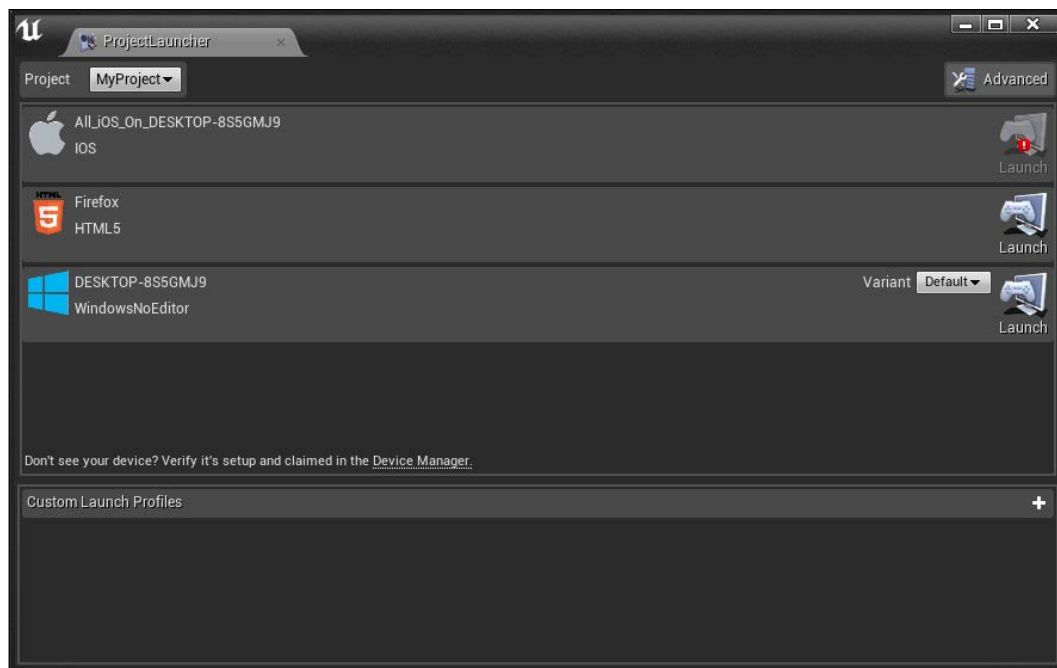 ProjectLauncher
Project MyProject Advanced
All_iOS_On_DESKTOP-8S5GMJ9
IOS
Launch
HTML
5
Firefox
HTML5
Launch
DESKTOP-8S5GMJ9
WindowsNoEditor
Variant Default
Launch
Don't see your device? Verify it's setup and claimed in the Device Manager.
Custom Launch Profiles